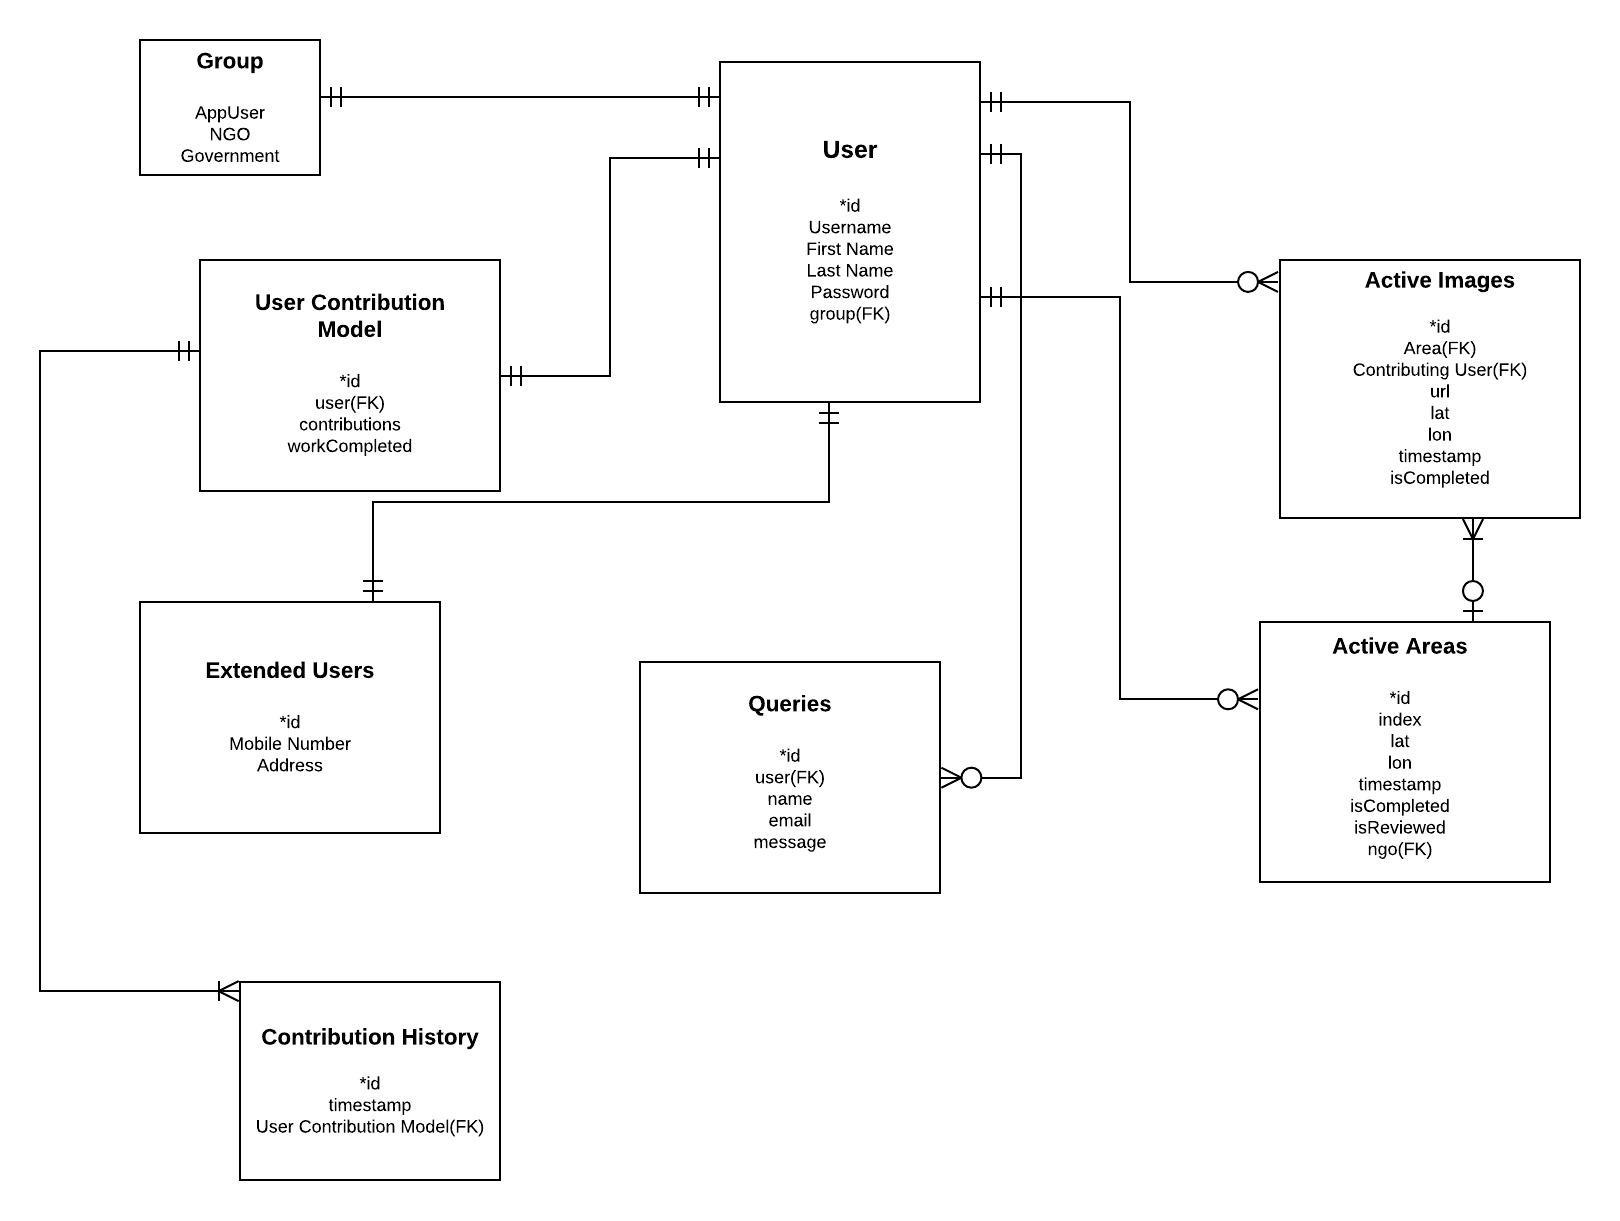 Group
AppUser
NGO
Government
User
*id
Username
First Name
Last Name
Password
group(FK)
User Contribution
Model
*id
user(FK)
contributions
workCompleted
Active Images
*id
Area(FK)
Contributing User(FK)
url
lat
lon
timestamp
isCompleted
Extended Users
*id
Mobile Number
Address
Queries
*id
user(FK)
name
email
message
Active Areas
*id
index
lat
lon
timestamp
isCompleted
isReviewed
ngo(FK)
Contribution History
*id
timestamp
User Contribution Model(FK)